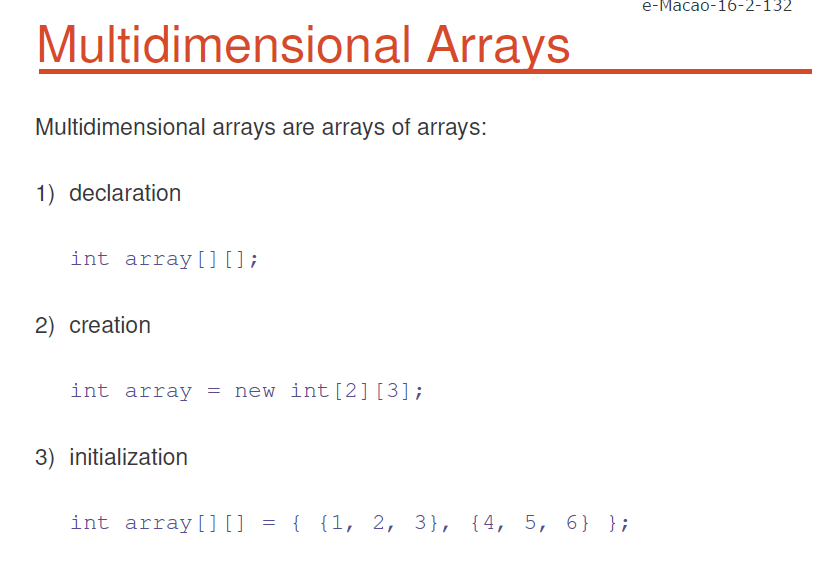 e-Macao-16-2-132
Multidimensional Arrays
Multidimensional arrays are arrays of arrays:
1) declaration
int array[][];
2) creation
int array = new int[2][3];
3) initialization
int array[][] = { {1, 2, 3}, {4, 5, 6} };